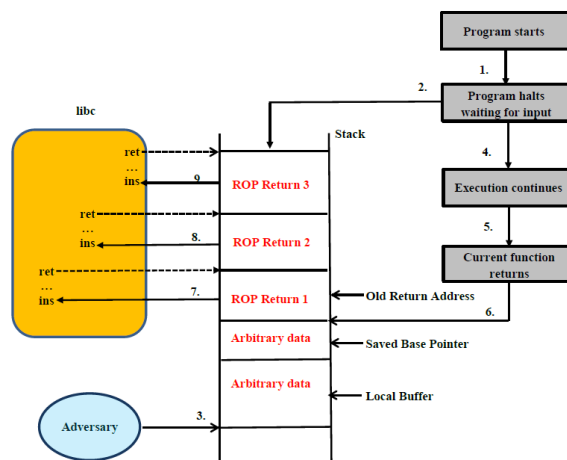 Program starts
1.
2.
Program halts
waiting for input
libc
Stack
ret
...
ins
9.
ROP Return 3
4.
Execution continues
ret
...
ins
8.
ROP Return 2
5.
Current function
returns
ret
...
ins
7.
ROP Return 1
Old Return Address
6.
Arbitrary data
Saved Base Pointer
Arbitrary data
Local Buffer
Adversary
3.